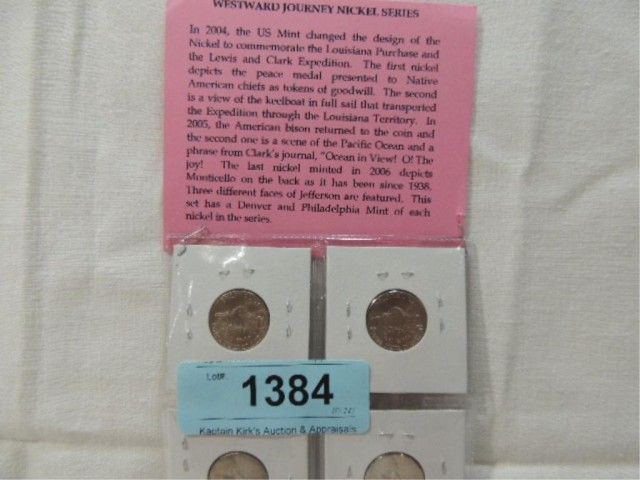 WESTWARD JOURNEY NICKEL SERIES
In 2004, the US Mint changed the design of the
Nickel to commemorate the Louisiana Purchase and
the Lewis and Clark Expedition. The first nickel
depicts the peace medal presented to Native
American chiefs as tokens of goodwill. The second
is a view of the keelboat in full sail that transported
the Expedition through the Louisiana Territory. In
2005, the American bison returned to the coin and
the second one is a scene of the Pacific Ocean and a
phrase from Clark's journal, "Ocean in View! O! The
joy! The last nickel minted in 2006 depicts
Monticello on the back as it has been since 1938.
Three different faces of Jefferson are featured. This
set has a Denver and Philadelphia Mint of each
nickel in the series.
Lot#.
1384
Kaptain Kirk's Auction & Appraisals